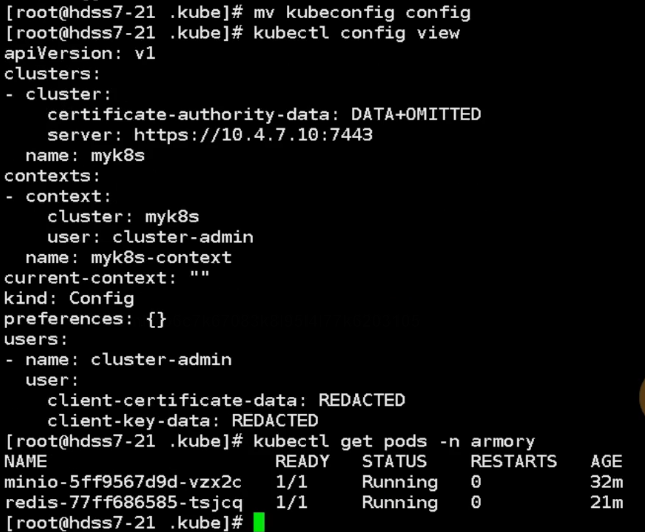 [root@hdss7-21 .kube]# mv kubeconfig config
[root@hdss7-21 .kube]# kubectl config view
apiVersion: v1
clusters:
- cluster:
    certificate-authority-data: DATA+OMITTED
    server: https://10.4.7.10:7443
  name: myk8s
contexts:
- context:
    cluster: myk8s
    user: cluster-admin
  name: myk8s-context
current-context: ""
kind: Config
preferences: {}
users:
- name: cluster-admin
  user:
    client-certificate-data: REDACTED
    client-key-data: REDACTED
[root@hdss7-21 .kube]# kubectl get pods -n armory
NAME                     READY   STATUS    RESTARTS   AGE
minio-5ff9567d9d-vzx2c   1/1     Running   0          32m
redis-77ff686585-tsjcq   1/1     Running   0          21m
[root@hdss7-21 .kube]#